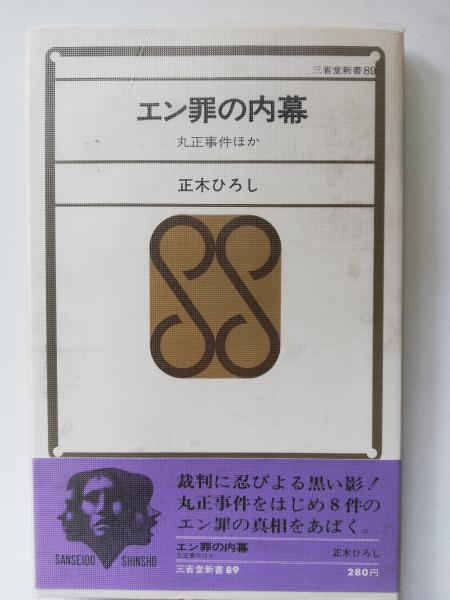 三省堂新書89
エン罪の内幕
丸正事件ほか
正木ひろし
裁判に忍びよる黒い影!
丸正事件をはじめ8件の
エン罪の真相をあばく。
SANSEIDO SHINSHO
エン罪の内幕
丸正事件ほか
正木ひろし
三省堂新書89
280円